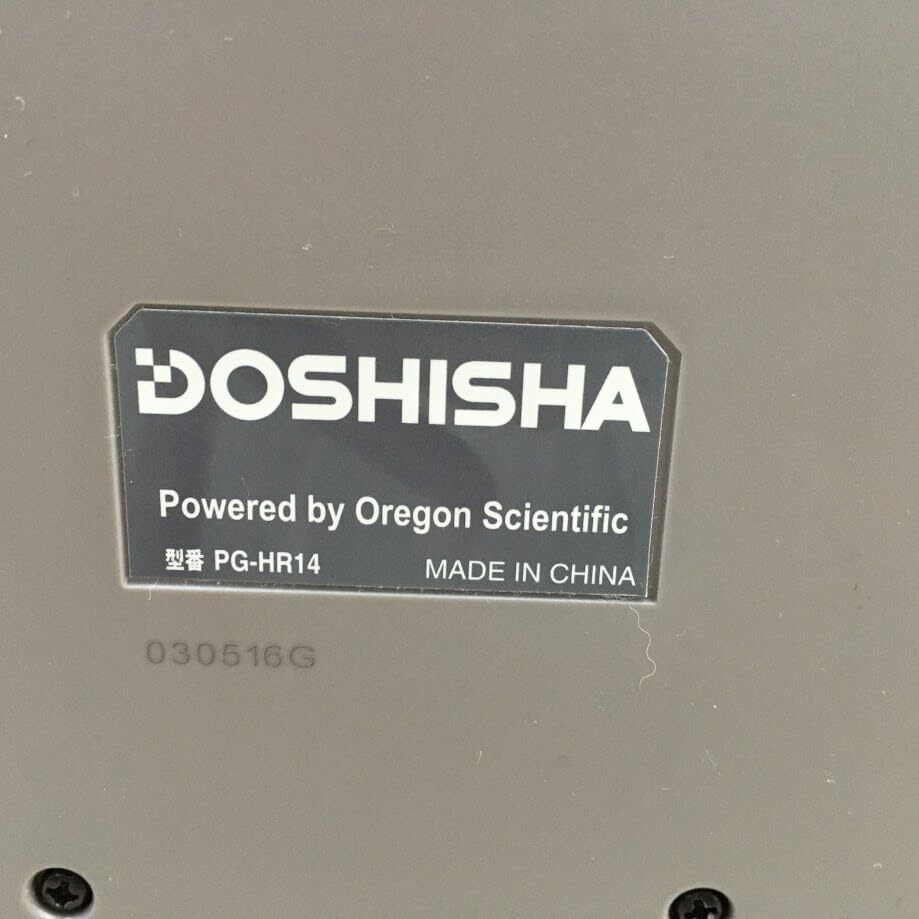 DOSHISHA
Powered by Oregon Scientific
型番 PG-HR14 MADE IN CHINA
030516G